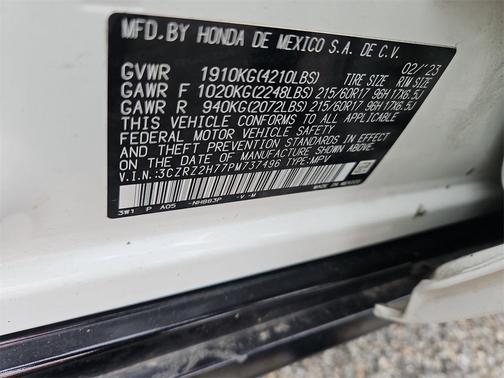 MFD.BY HONDA DE MEXICO S.A. DE C.V.
02/'23
GVWR 1910KG(4210LBS) TIRE SIZE RIM SIZE
GAWR F 1020KG(2248LBS) 215/60R17 96H 17X6.5J
GAWR R 940KG(2072LBS) 215/60R17 96H 17X6.5J
THIS VEHICLE CONFORMS TO ALL APPLICABLE
FEDERAL MOTOR VEHICLE SAFETY
AND THEFT PREVENTION STANDARDS IN EFFECT
ON THE DATE OF MANUFACTURE SHOWN ABOVE.
V.I.N.:3CZRZ2H77PM737496 TYPE:MPV
3W1 P A05 -NH883P -V -M MADE IN MEXICO